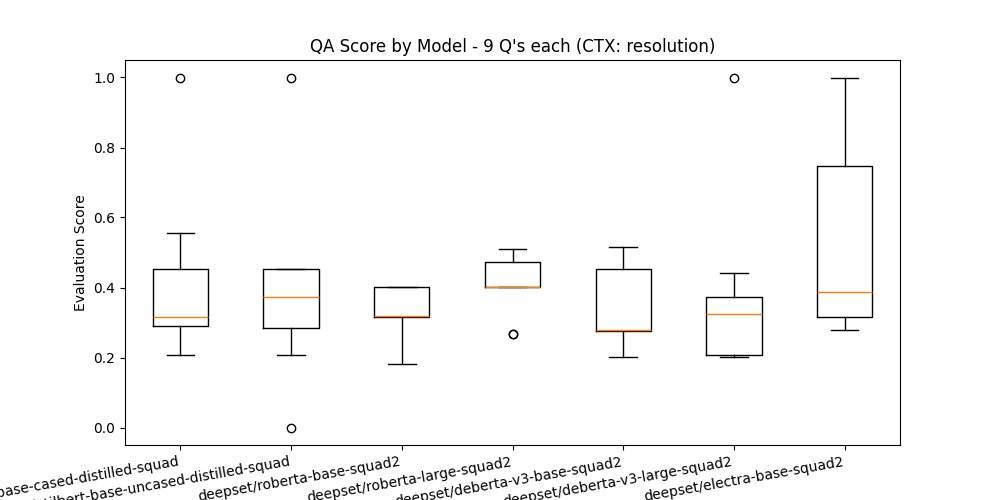 QA Score by Model - 9 Q's each (CTX: resolution)
Evaluation Score
1.0
0.8
0.6
0.4
0.2
0.0
base-cased-distilled-squad
tilbert-base-uncased-distilled-squad
deepset/roberta-base-squad2
deepset/roberta-large-squad2
deepset/deberta-v3-base-squad2
deepset/deberta-v3-large-squad2
deepset/electra-base-squad2